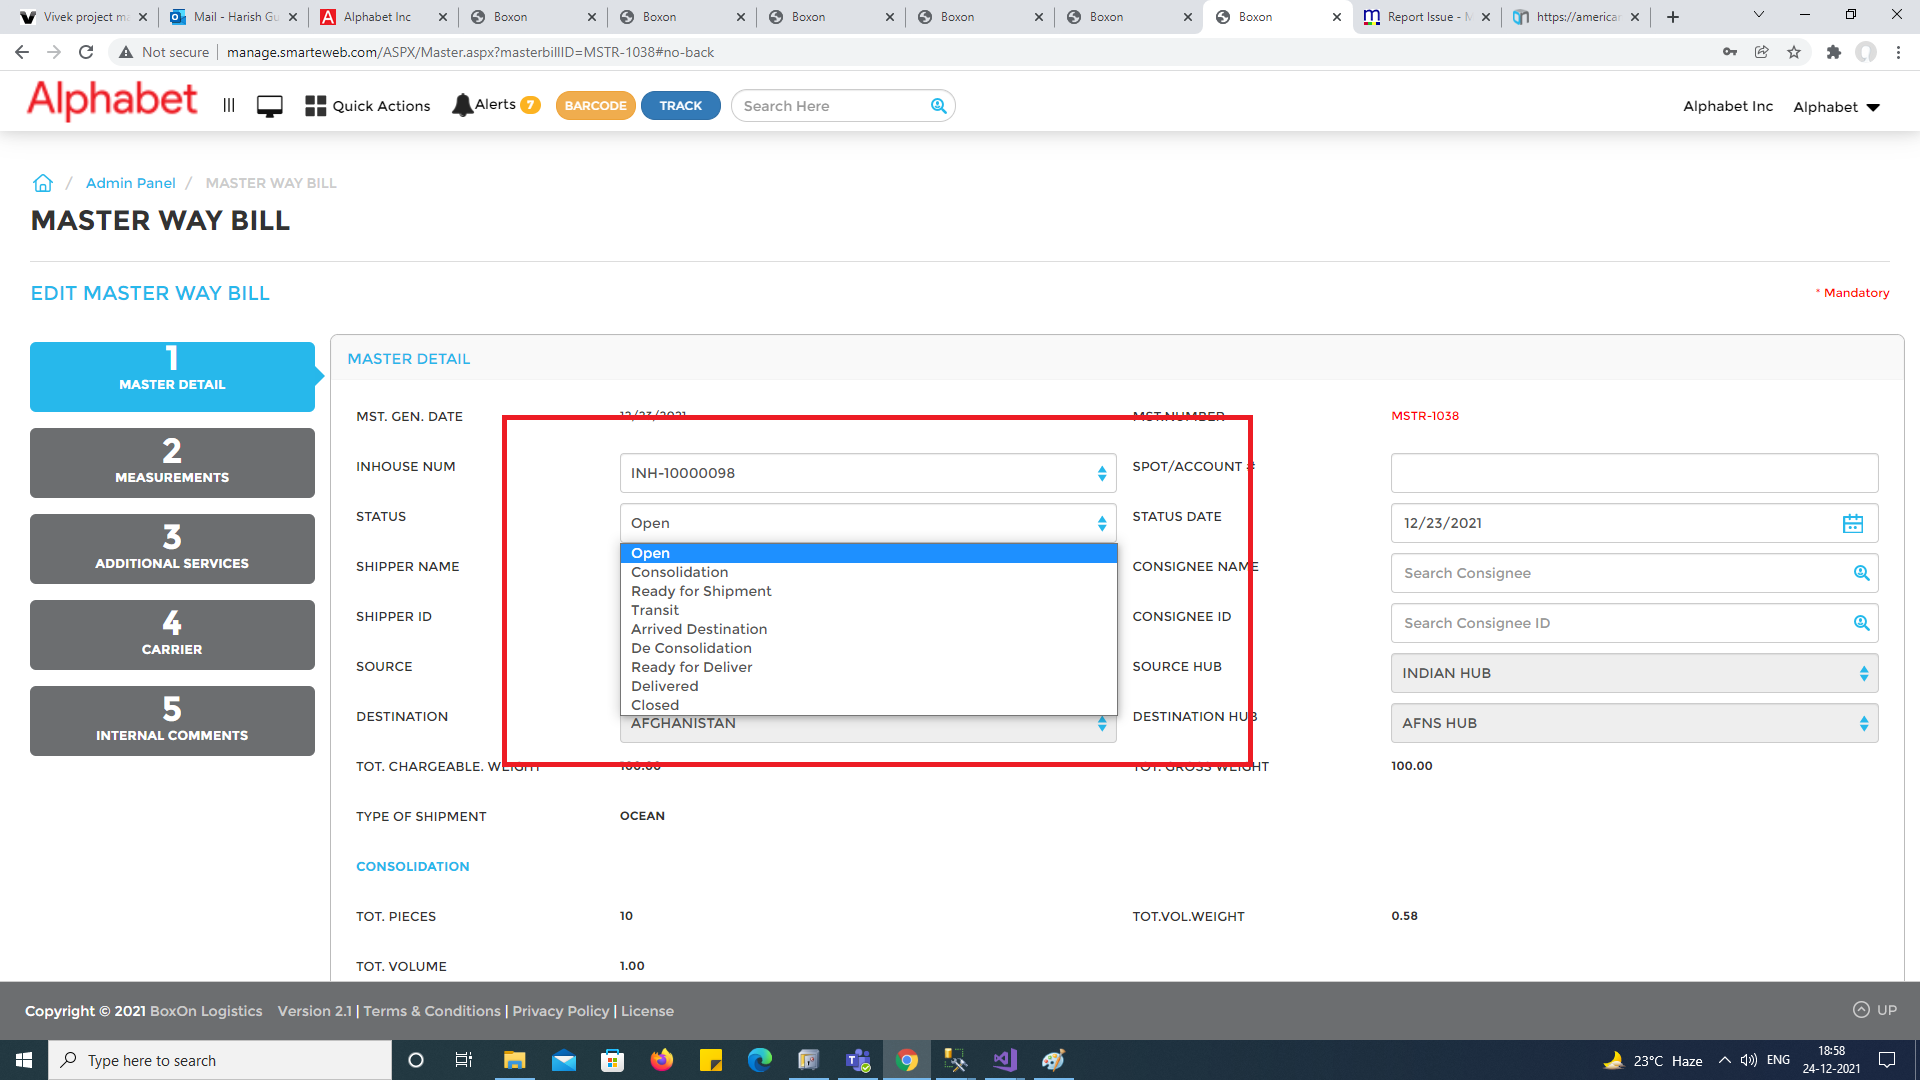 Vivek project ma
Mail - Harish Gu
Alphabet Inc
Boxon
Boxon
Boxon
Boxon
Boxon
Boxon
Report Issue - M
https://american
Not secure
manage.smarteweb.com/ASPX/Master.aspx?masterbillID=MSTR-1038#no-back
Alphabet
Quick Actions
Alerts 7
BARCODE
TRACK
Search Here
Alphabet Inc
Alphabet
/ Admin Panel / MASTER WAY BILL
MASTER WAY BILL
EDIT MASTER WAY BILL
* Mandatory
1
MASTER DETAIL
2
MEASUREMENTS
3
ADDITIONAL SERVICES
4
CARRIER
5
INTERNAL COMMENTS
MASTER DETAIL
MST. GEN. DATE 12/23/2021 MST.NUMBER MSTR-1038
INHOUSE NUM INH-10000098 SPOT/ACCOUNT #
STATUS Open STATUS DATE 12/23/2021
Open
Consolidation
Ready for Shipment
Transit
Arrived Destination
De Consolidation
Ready for Deliver
Delivered
Closed
SHIPPER NAME CONSIGNEE NAME Search Consignee
SHIPPER ID CONSIGNEE ID Search Consignee ID
SOURCE SOURCE HUB INDIAN HUB
DESTINATION AFGHANISTAN DESTINATION HUB AFNS HUB
TOT. CHARGEABLE. WEIGHT 100.00 TOT. GROSS WEIGHT 100.00
TYPE OF SHIPMENT OCEAN
CONSOLIDATION
TOT. PIECES 10 TOT.VOL.WEIGHT 0.58
TOT. VOLUME 1.00
Copyright © 2021 BoxOn Logistics Version 2.1 | Terms & Conditions | Privacy Policy | License
UP
Type here to search
23°C Haze
ENG
18:58
24-12-2021